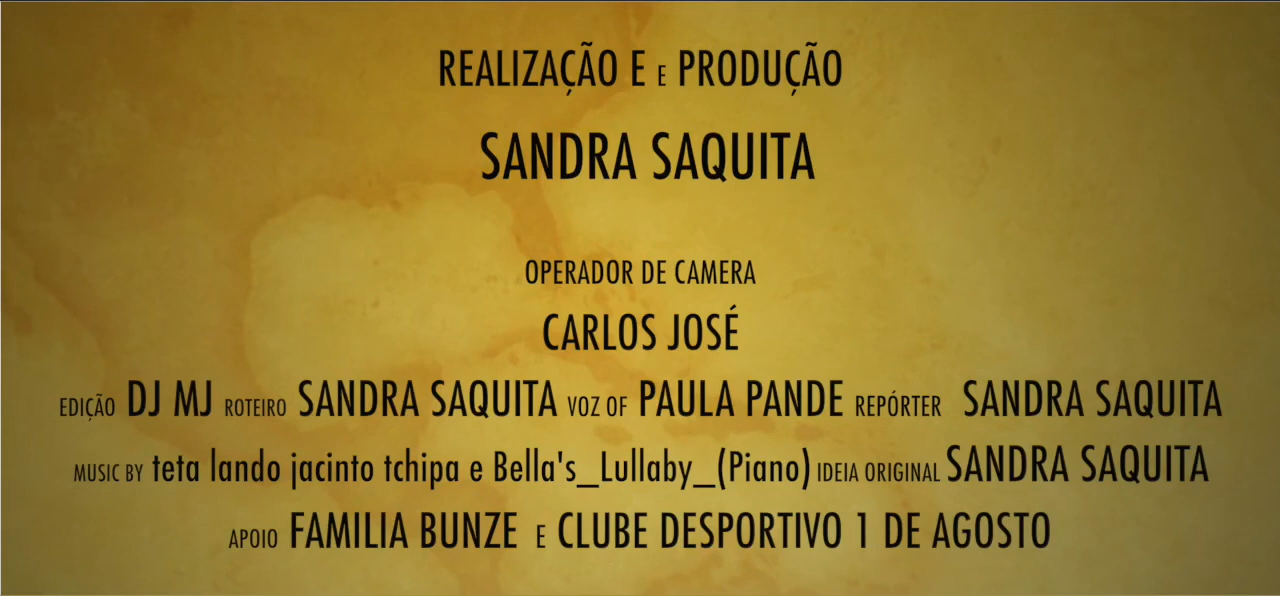 REALIZAÇÃO E E PRODUÇÃO
SANDRA SAQUITA
OPERADOR DE CAMERA
CARLOS JOSÉ
EDIÇÃO DJ MJ ROTEIRO SANDRA SAQUITA VOZ OF PAULA PANDE REPÓRTER SANDRA SAQUITA
MUSIC BY teta lando jacinto tchipa e Bella's_Lullaby_(Piano) IDEIA ORIGINAL SANDRA SAQUITA
APOIO FAMILIA BUNZE E CLUBE DESPORTIVO 1 DE AGOSTO